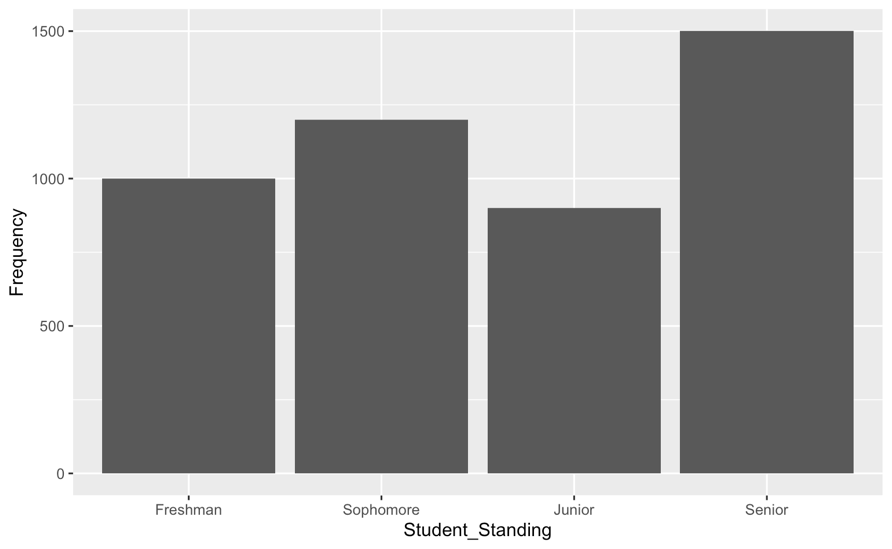 Frequency
1500
1000
500
0
Freshman Sophomore Junior Senior
Student_Standing